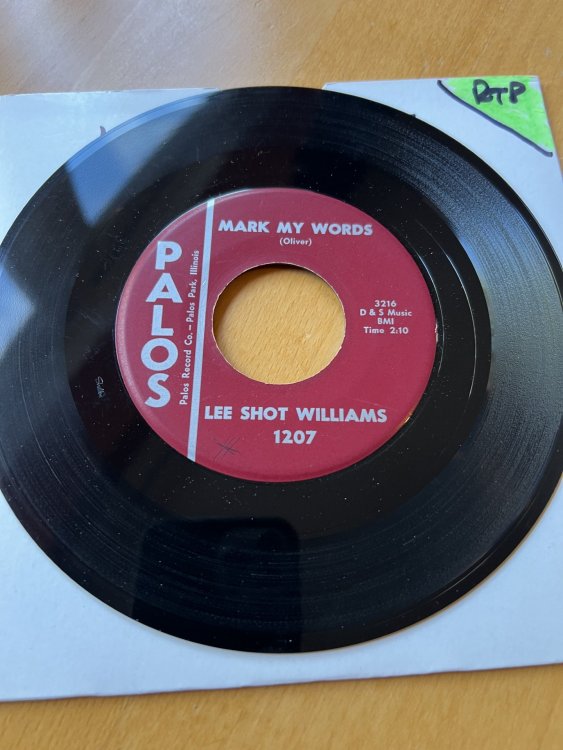 DTP
MARK MY WORDS
(Oliver)
PALOS
Palos Record Co. – Palos Park, Illinois
3216
D & S Music
BMI
Time 2:10
LEE SHOT WILLIAMS
1207